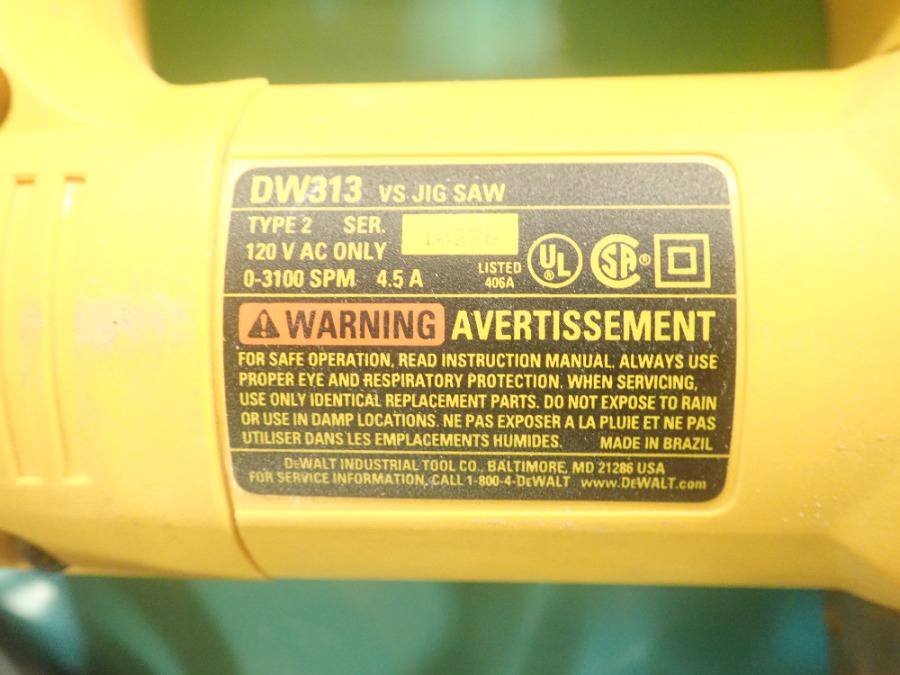 DW313 VS JIG SAW
TYPE 2 SER.
120 V AC ONLY
0-3100 SPM 4.5 A
LISTED
406A
UL
®
SA ®
WARNING AVERTISSEMENT
FOR SAFE OPERATION, READ INSTRUCTION MANUAL. ALWAYS USE
PROPER EYE AND RESPIRATORY PROTECTION. WHEN SERVICING,
USE ONLY IDENTICAL REPLACEMENT PARTS. DO NOT EXPOSE TO RAIN
OR USE IN DAMP LOCATIONS. NE PAS EXPOSER A LA PLUIE ET NE PAS
UTILISER DANS LES EMPLACEMENTS HUMIDES. MADE IN BRAZIL
DEWALT INDUSTRIAL TOOL CO., BALTIMORE, MD 21286 USA
FOR SERVICE INFORMATION, CALL 1-800-4-DEWALT www.DEWALT.com